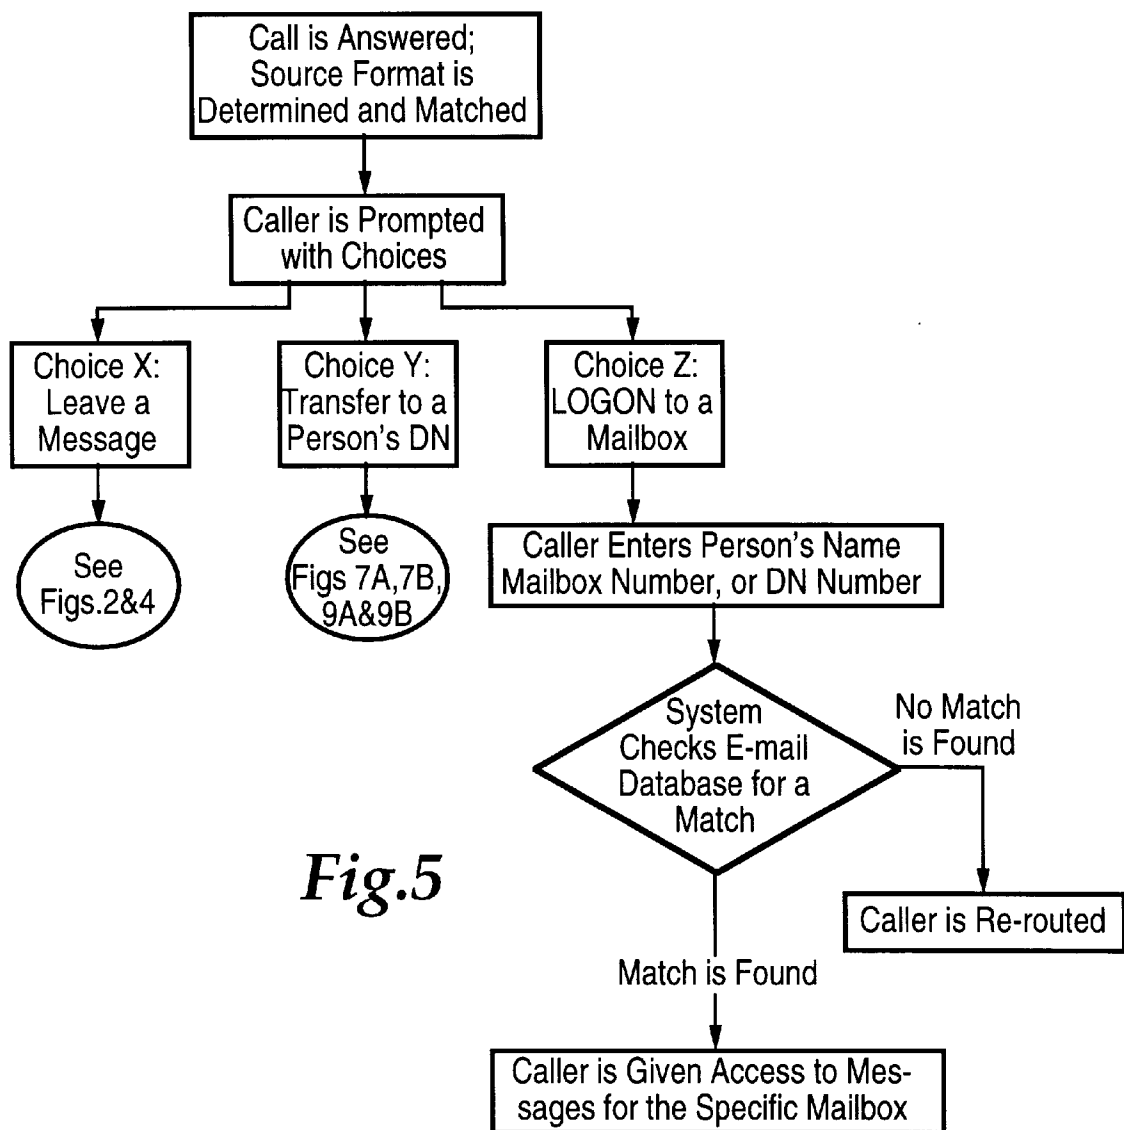 Call is Answered;
Source Format is
Determined and Matched
Caller is Prompted
with Choices
Choice X:
Leave a
Message
Choice Y:
Transfer to a
Person's DN
Choice Z:
LOGON to a
Mailbox
See
Figs.2&4
See
Figs 7A,7B,
9A&9B
Caller Enters Person's Name
Mailbox Number, or DN Number
System
Checks E-mail
Database for a
Match
No Match
is Found
Fig.5
Caller is Re-routed
Match is Found
Caller is Given Access to Mes-
sages for the Specific Mailbox